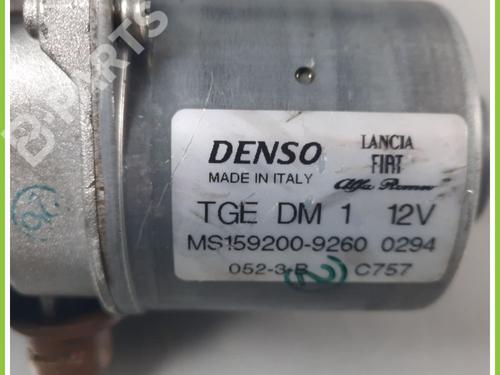 B-PARTS
DENSO
LANCIA
MADE IN ITALY
FIAT
Alfa Romeo
TGE DM 1 12V
MS159200-9260 0294
052-3-B C757
2